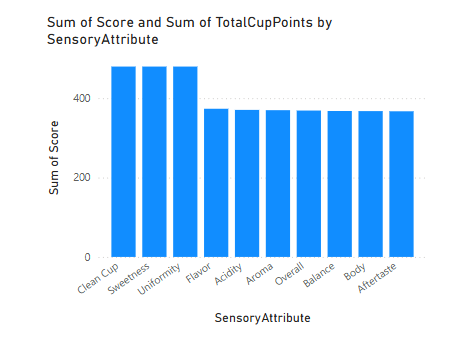 Sum of Score and Sum of TotalCupPoints by
SensoryAttribute
Sum of Score
400
200
0
Clean Cup
Sweetness
Uniformity
Flavor
Acidity
Aroma
Overall
Balance
Body
Aftertaste
SensoryAttribute